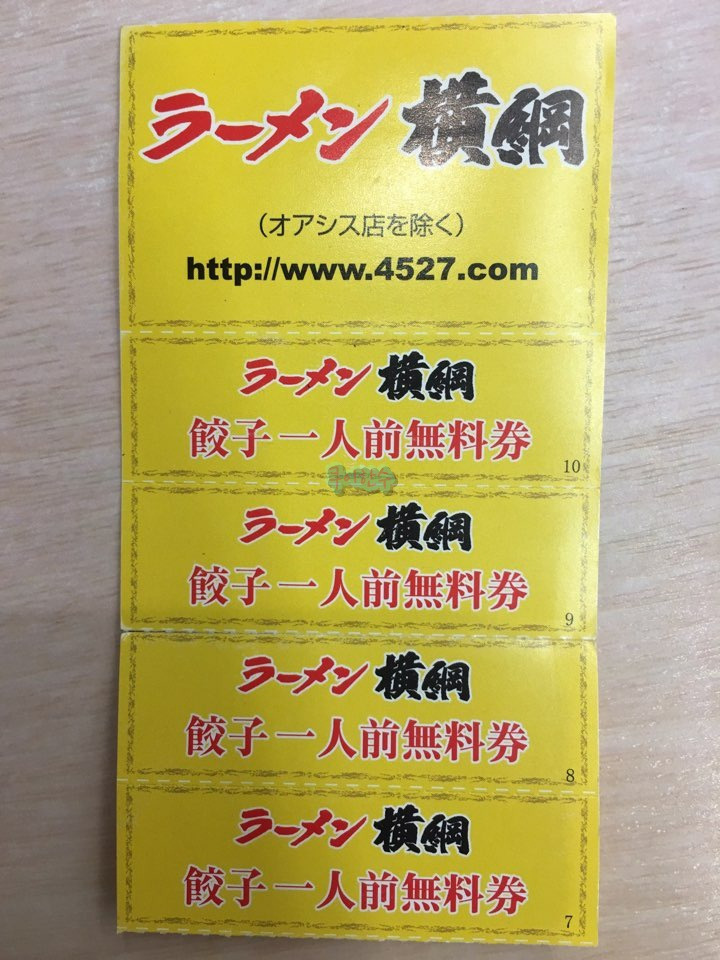 ラーメン 横綱
(オアシス店を除く)
http://www.4527.com
ラーメン 横綱
餃子一人前無料券
10
ラーメン 横綱
餃子一人前無料券
9
ラーメン 横綱
餃子一人前無料券
8
ラーメン 横綱
餃子一人前無料券
7